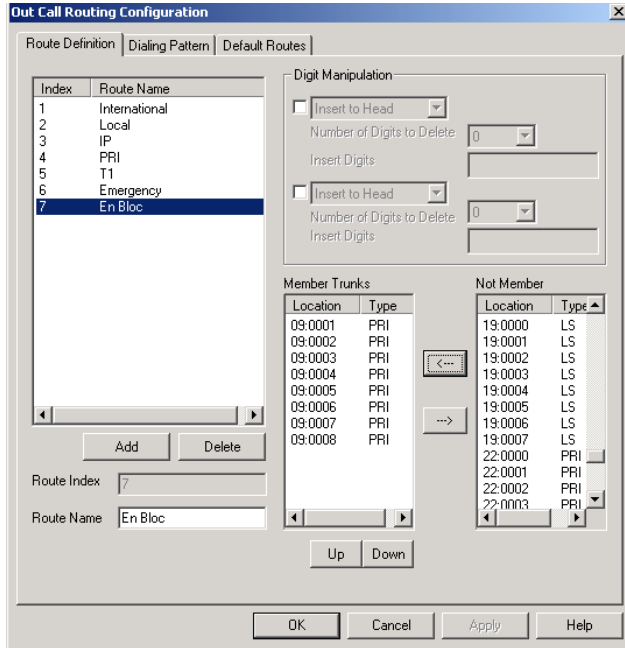 Out Call Routing Configuration
Route Definition Dialing Pattern Default Routes
Index Route Name
1 International
2 Local
3 IP
4 PRI
5 T1
6 Emergency
7 En Bloc
Add Delete
Route Index 7
Route Name En Bloc
Digit Manipulation
Insert to Head
Number of Digits to Delete 0
Insert Digits
Insert to Head
Number of Digits to Delete 0
Insert Digits
Member Trunks
Location Type
09:0001 PRI
09:0002 PRI
09:0003 PRI
09:0004 PRI
09:0005 PRI
09:0006 PRI
09:0007 PRI
09:0008 PRI
Up Down
<---
--->
Not Member
Location Type
19:0000 LS
19:0001 LS
19:0002 LS
19:0003 LS
19:0004 LS
19:0005 LS
19:0006 LS
19:0007 LS
22:0000 PRI
22:0001 PRI
22:0002 PRI
22:0003 PRI
OK Cancel Apply Help